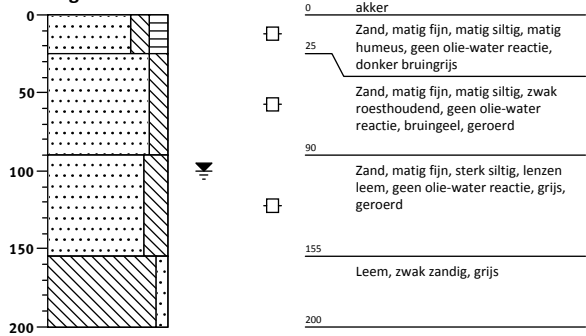 0
50
100
150
200
0
akker
Zand, matig fijn, matig siltig, matig
humeus, geen olie-water reactie,
donker bruingrijs
25
Zand, matig fijn, matig siltig, zwak
roesthoudend, geen olie-water
reactie, bruingeel, geroerd
90
Zand, matig fijn, sterk siltig, lenzen
leem, geen olie-water reactie, grijs,
geroerd
155
Leem, zwak zandig, grijs
200